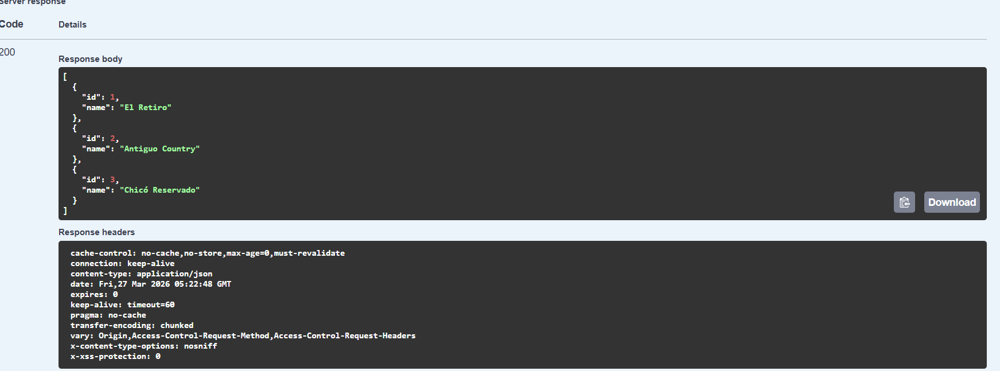 Server response
Code Details
200
Response body
[
  {
    "id": 1,
    "name": "El Retiro"
  },
  {
    "id": 2,
    "name": "Antiguo Country"
  },
  {
    "id": 3,
    "name": "Chicó Reservado"
  }
]
Download
Response headers
cache-control: no-cache,no-store,max-age=0,must-revalidate
connection: keep-alive
content-type: application/json
date: Fri,27 Mar 2026 05:22:48 GMT
expires: 0
keep-alive: timeout=60
pragma: no-cache
transfer-encoding: chunked
vary: Origin,Access-Control-Request-Method,Access-Control-Request-Headers
x-content-type-options: nosniff
x-xss-protection: 0